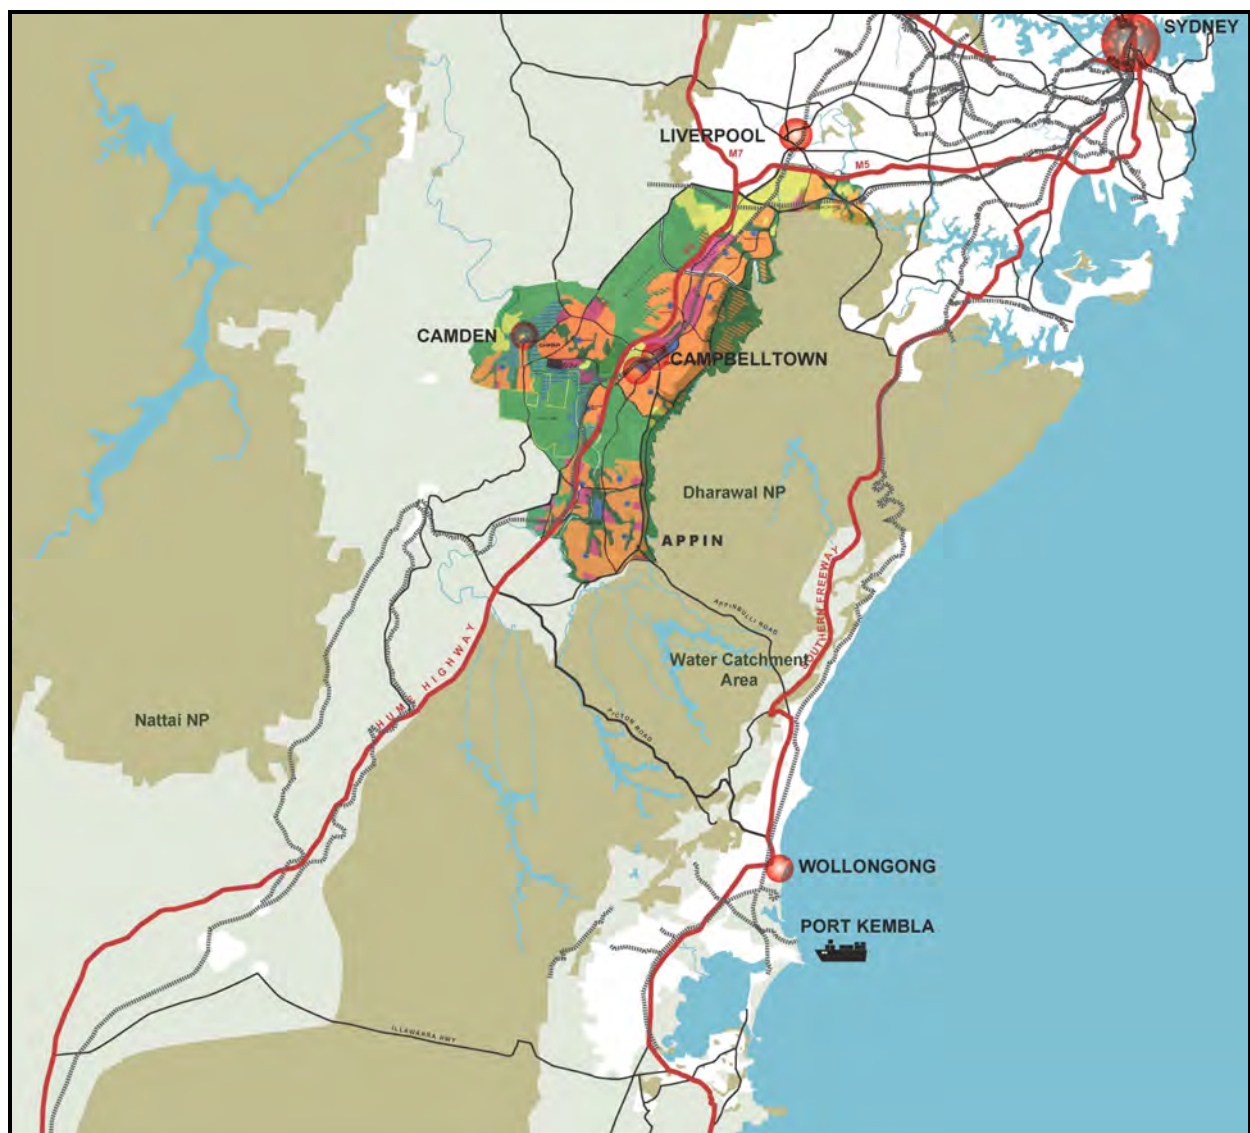 SYDNEY
LIVERPOOL
M7
M5
CAMDEN
CAMPBELLTOWN
Dharawal NP
APPIN
APPIN BULLI ROAD
SOUTHERN FREEWAY
Water Catchment
Area
HUME HIGHWAY
Nattai NP
PICTON ROAD
WOLLONGONG
PORT KEMBLA
ILLAWARRA HWY